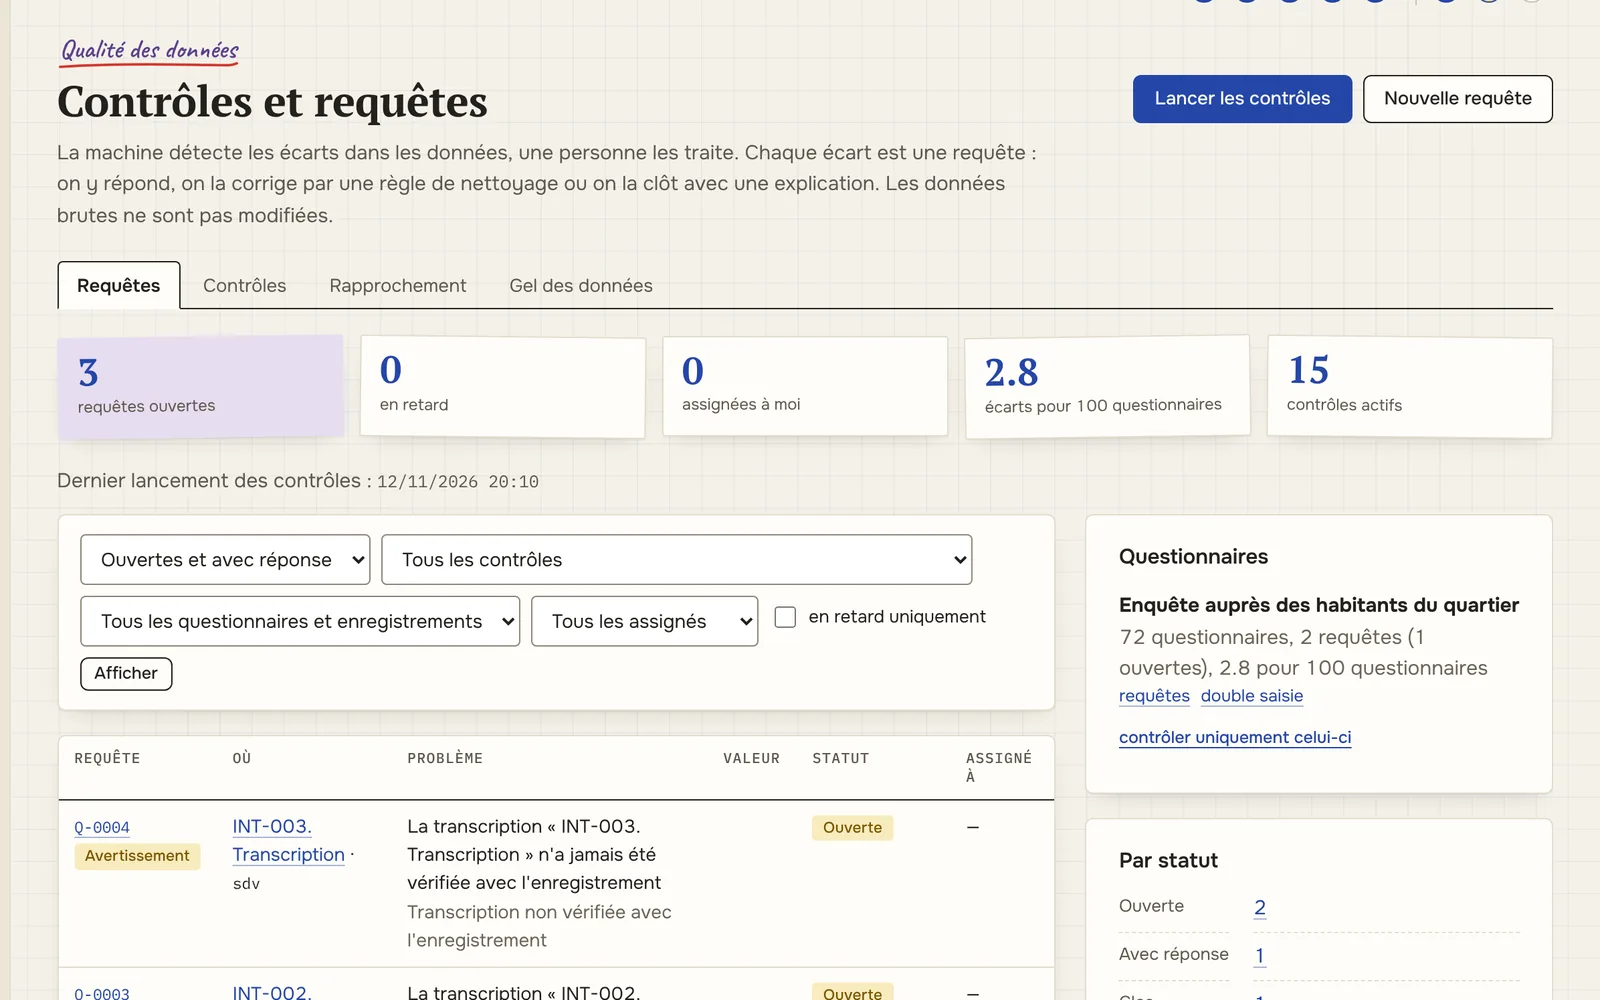 Qualité des données
Contrôles et requêtes
Lancer les contrôles
Nouvelle requête
La machine détecte les écarts dans les données, une personne les traite. Chaque écart est une requête :
on y répond, on la corrige par une règle de nettoyage ou on la clôt avec une explication. Les données
brutes ne sont pas modifiées.
Requêtes
Contrôles
Rapprochement
Gel des données
3
requêtes ouvertes
0
en retard
0
assignées à moi
2.8
écarts pour 100 questionnaires
15
contrôles actifs
Dernier lancement des contrôles : 12/11/2026 20:10
Ouvertes et avec réponse
Tous les contrôles
Tous les questionnaires et enregistrements
Tous les assignés
en retard uniquement
Afficher
REQUÊTE
OÙ
PROBLÈME
VALEUR
STATUT
ASSIGNÉ
À
Q-0004
Avertissement
INT-003.
Transcription ·
sdv
La transcription « INT-003.
Transcription » n'a jamais été
vérifiée avec l'enregistrement
Transcription non vérifiée avec
l'enregistrement
Ouverte
—
Q-0003
INT-002.
La transcription « INT-002.
Ouverte
—
Questionnaires
Enquête auprès des habitants du quartier
72 questionnaires, 2 requêtes (1
ouvertes), 2.8 pour 100 questionnaires
requêtes double saisie
contrôler uniquement celui-ci
Par statut
Ouverte
2
Avec réponse
1